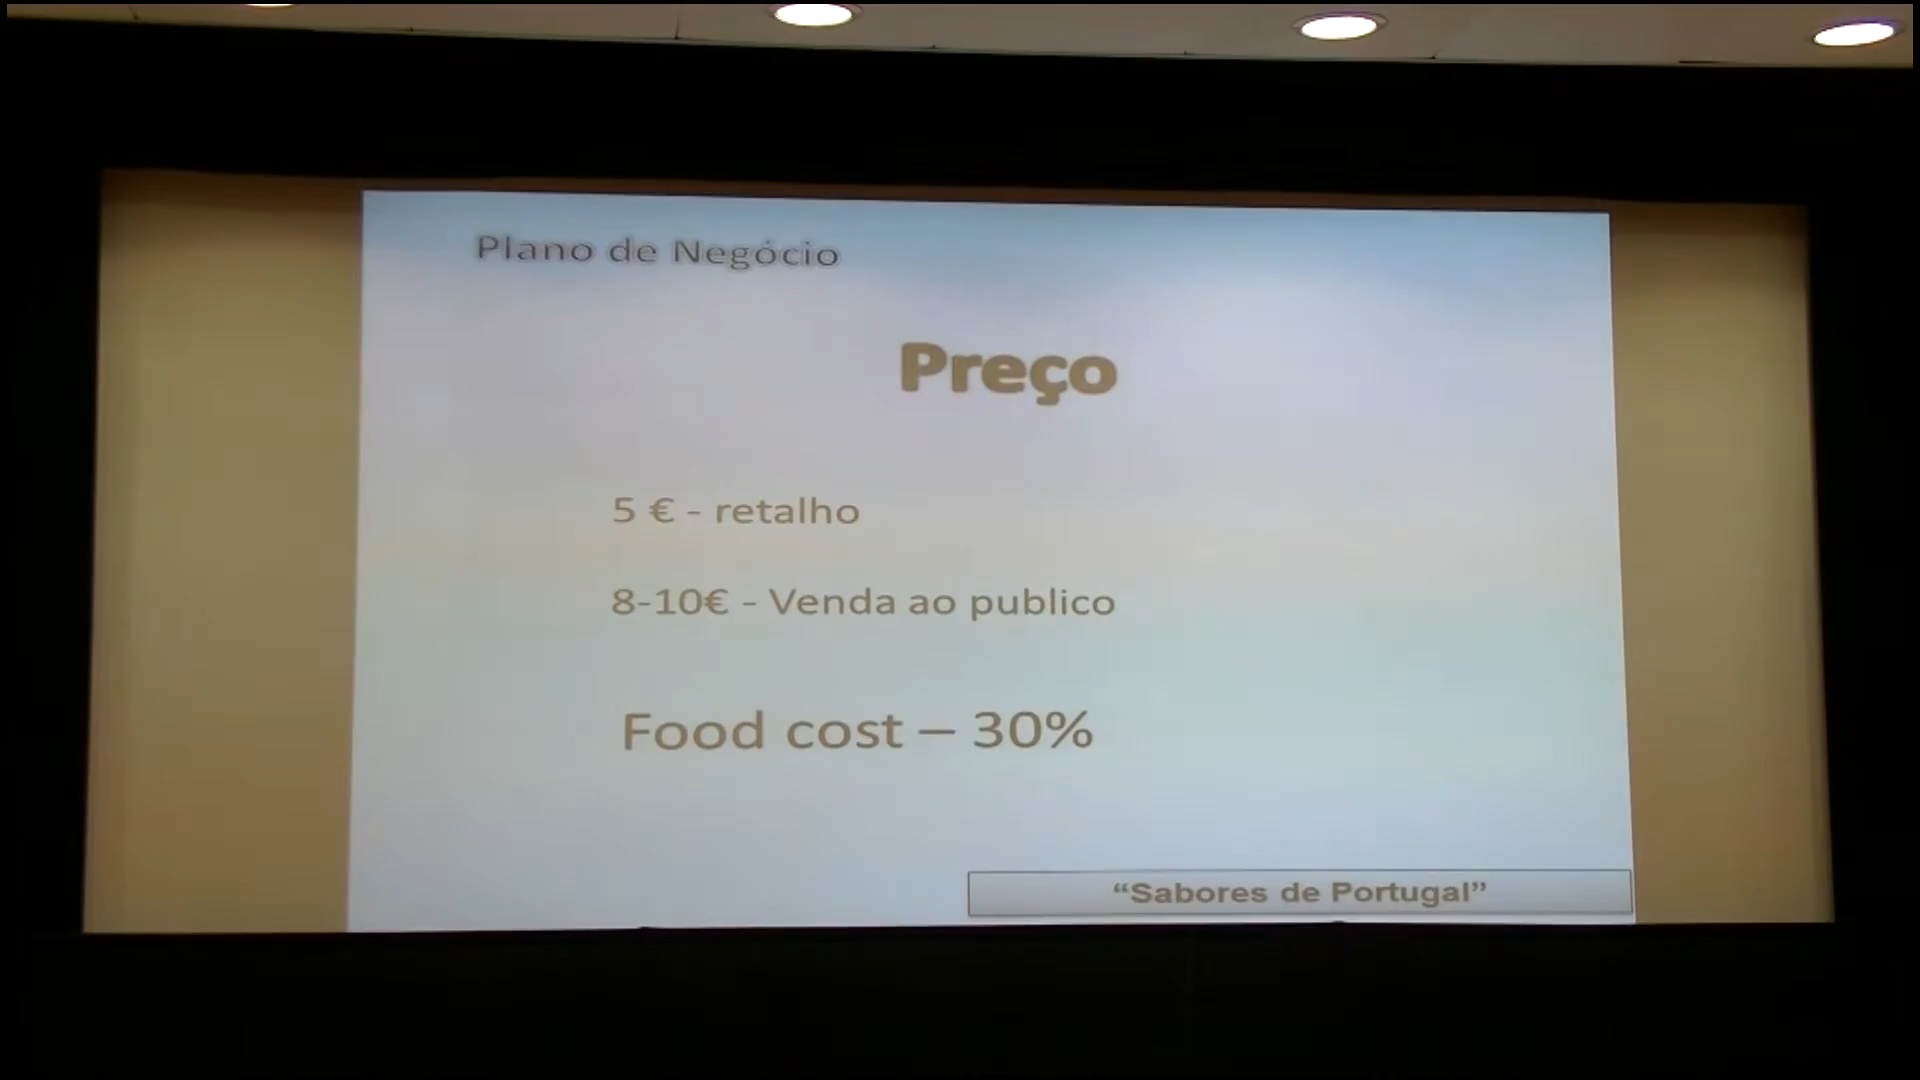 Plano de Negócio
Preço
5 € - retalho
8-10€ - Venda ao publico
Food cost – 30%
“Sabores de Portugal”